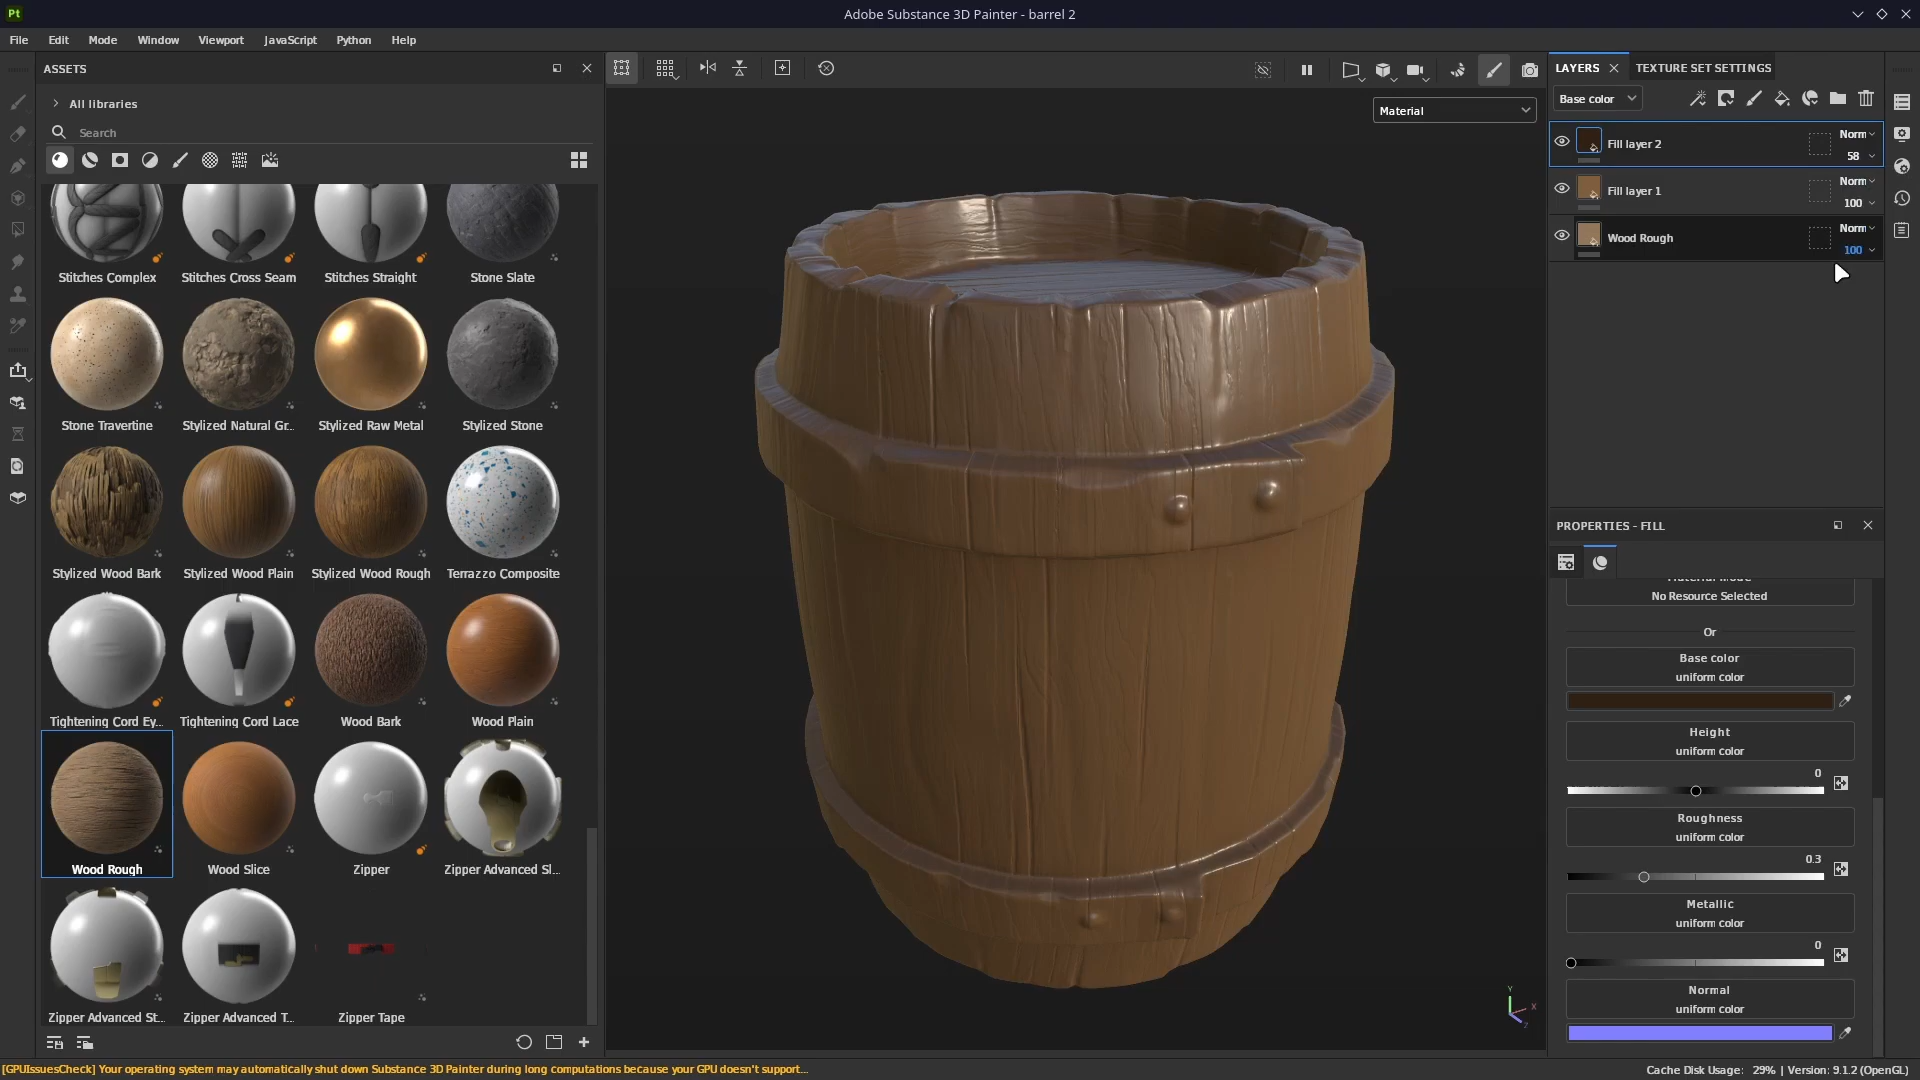 Pt
Adobe Substance 3D Painter - barrel 2
File Edit Mode Window Viewport JavaScript Python Help
ASSETS
All libraries
Search
Stitches Complex
Stitches Cross Seam
Stitches Straight
Stone Slate
Stone Travertine
Stylized Natural Gr...
Stylized Raw Metal
Stylized Stone
Stylized Wood Bark
Stylized Wood Plain
Stylized Wood Rough
Terrazzo Composite
Tightening Cord Ey...
Tightening Cord Lace
Wood Bark
Wood Plain
Wood Rough
Wood Slice
Zipper
Zipper Advanced Sl...
Zipper Advanced St...
Zipper Advanced T...
Zipper Tape
Material
Y
X
Z
LAYERS
TEXTURE SET SETTINGS
Base color
Fill layer 2
Norm
58
Fill layer 1
Norm
100
Wood Rough
Norm
100
PROPERTIES - FILL
Material mode
No Resource Selected
Or
Base color
uniform color
Height
uniform color
0
Roughness
uniform color
0.3
Metallic
uniform color
0
Normal
uniform color
[GPUIssuesCheck] Your operating system may automatically shut down Substance 3D Painter during long computations because your GPU doesn't support...
Cache Disk Usage: 29% | Version: 9.1.2 (OpenGL)